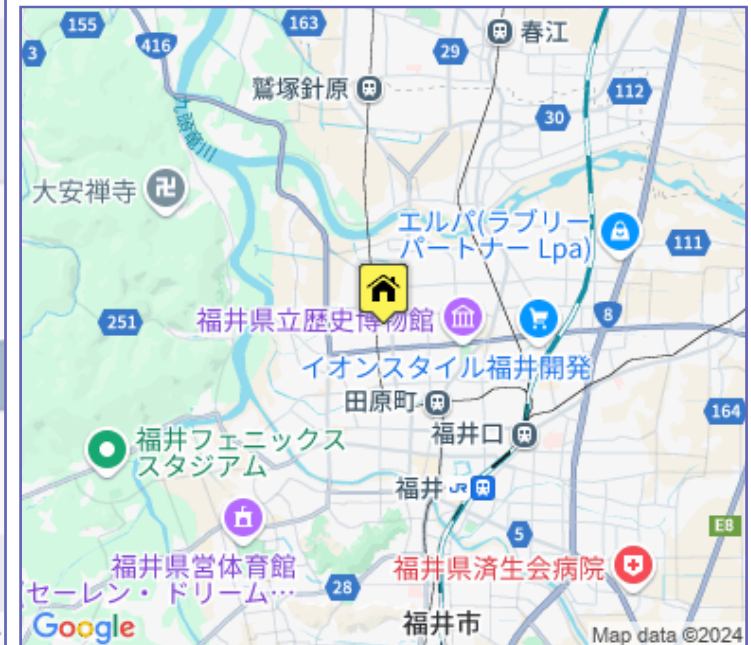 155
163
3
416
29
春江
鷲塚針原
112
30
九頭竜川
大安禅寺
エルパ(ラブリー
パートナー Lpa)
111
251
福井県立歴史博物館
8
イオンスタイル福井開発
田原町
164
福井口
福井フェニックス
スタジアム
福井
JR
E8
5
福井県営体育館
セーレン・ドリーム…
福井県済生会病院
28
福井市
Google
Map data ©2024